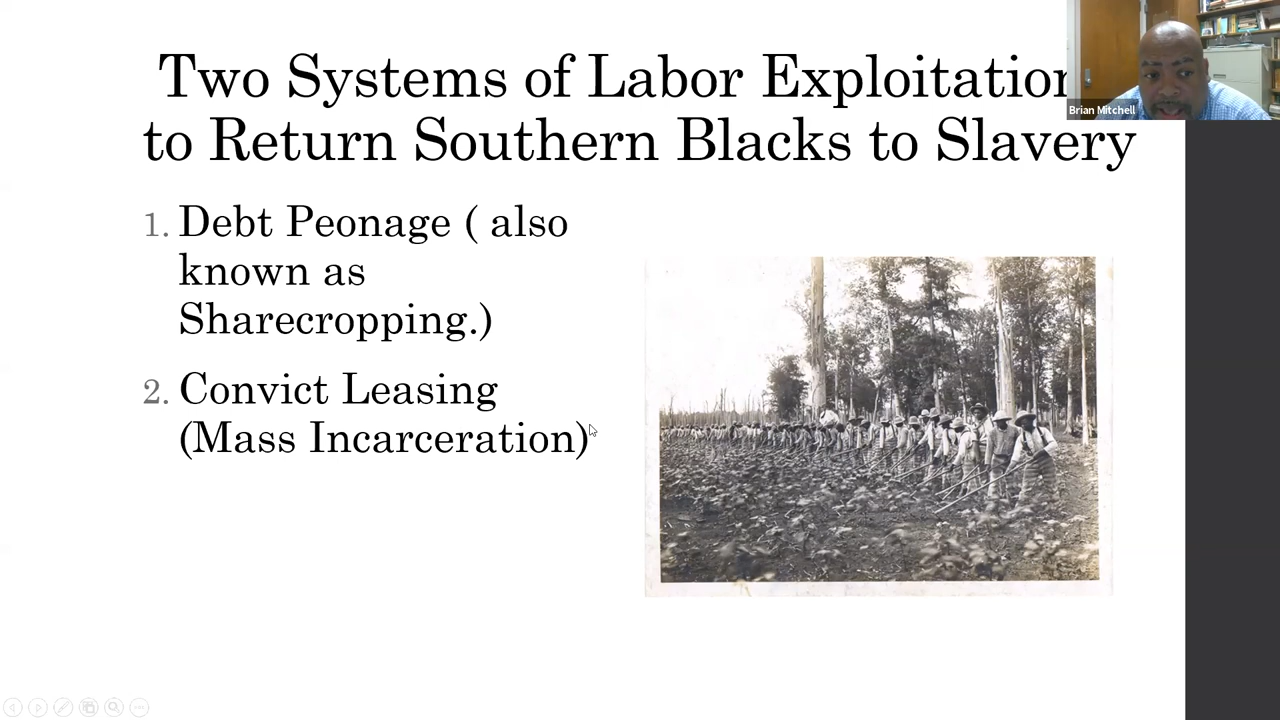 Two Systems of Labor Exploitation
to Return Southern Blacks to Slavery
Brian Mitchell
1. Debt Peonage ( also
known as
Sharecropping.)
2. Convict Leasing
(Mass Incarceration)